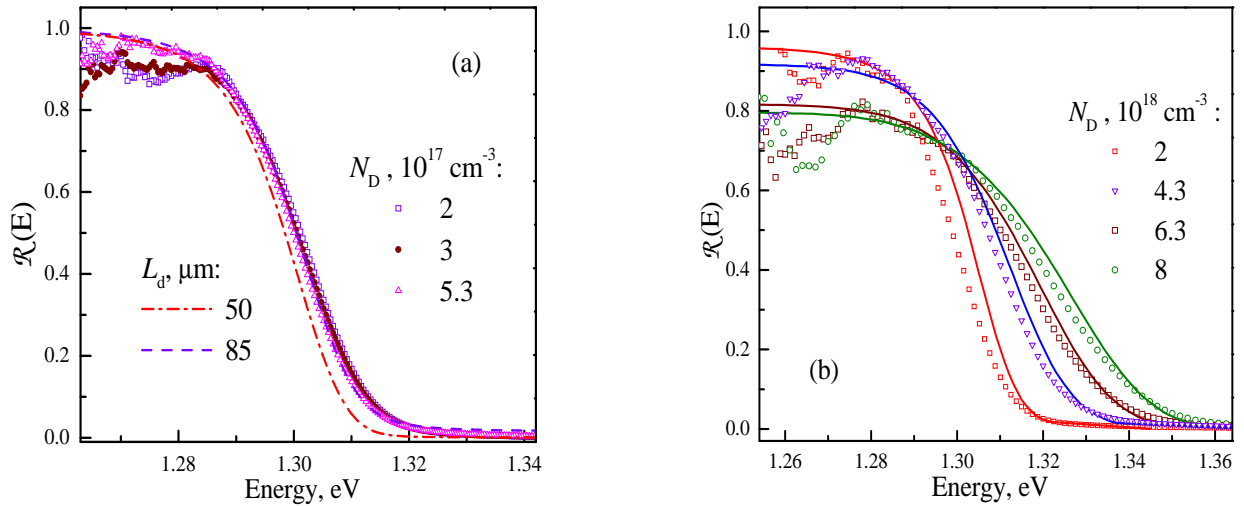 (a)
1.0
0.8
0.6
0.4
0.2
0.0
ℛ(E)
N_D , 10^17 cm^-3:
2
3
5.3
L_d, μm:
50
85
1.28 1.30 1.32 1.34
Energy, eV
(b)
1.0
0.8
0.6
0.4
0.2
0.0
ℛ(E)
N_D , 10^18 cm^-3:
2
4.3
6.3
8
1.26 1.28 1.30 1.32 1.34 1.36
Energy, eV